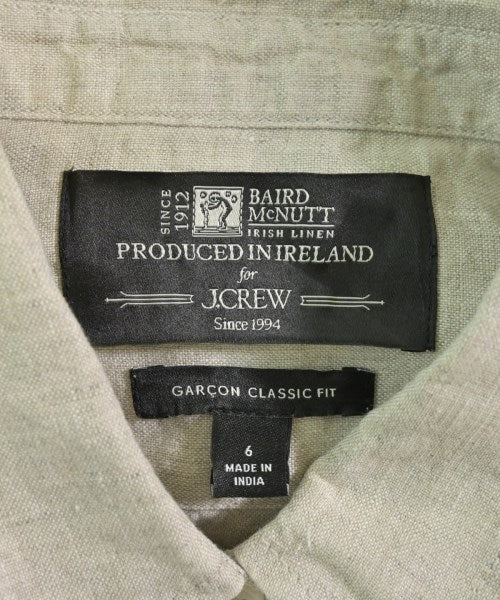 SINCE 1912
BAIRD
McNUTT
IRISH LINEN
PRODUCED IN IRELAND
for
J.CREW
Since 1994
GARÇON CLASSIC FIT
6
MADE IN
INDIA